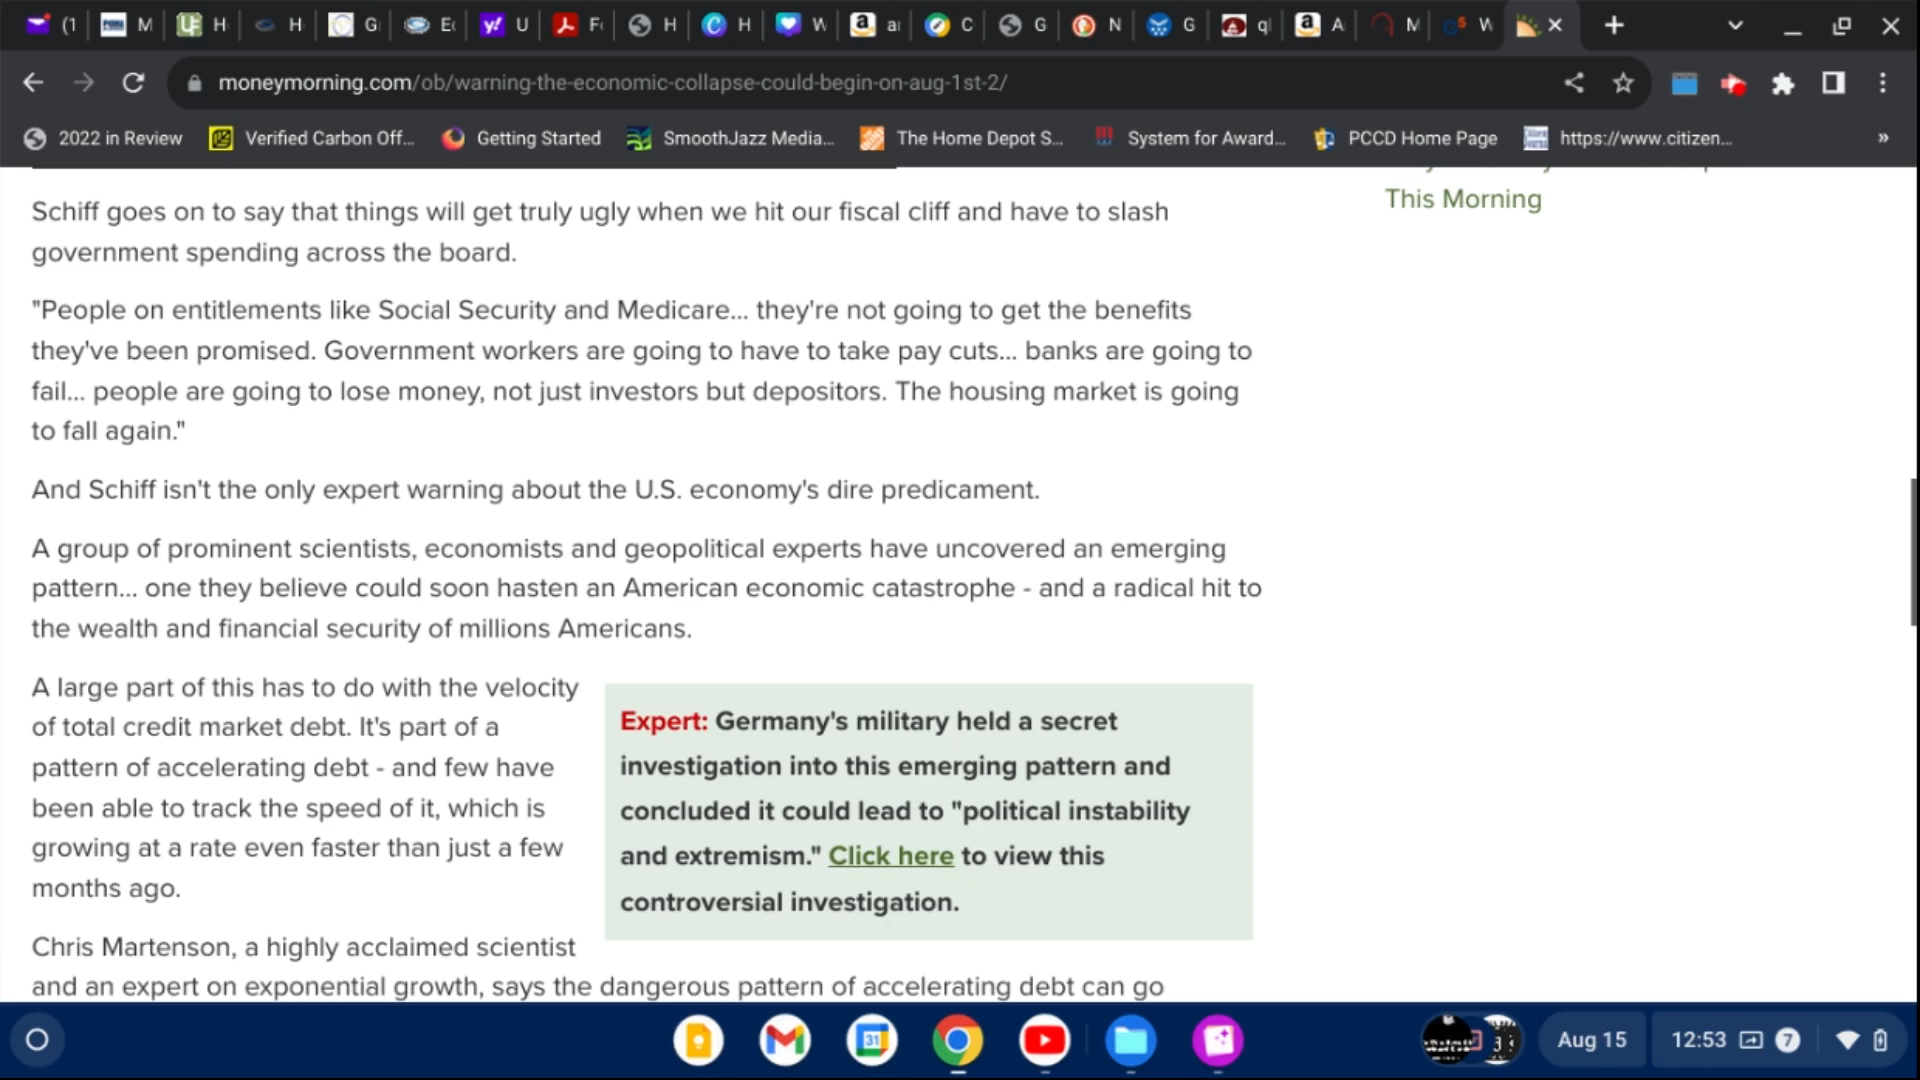 (1
M
H
H
G
Ec
U
Fo
H
H
W
ar
C
G
N
G
q
A
M
W
moneymorning.com/ob/warning-the-economic-collapse-could-begin-on-aug-1st-2/
2022 in Review
Verified Carbon Off...
Getting Started
SmoothJazz Media...
The Home Depot S...
System for Award...
PCCD Home Page
https://www.citizen...
»
This Morning
Schiff goes on to say that things will get truly ugly when we hit our fiscal cliff and have to slash
government spending across the board.
"People on entitlements like Social Security and Medicare... they're not going to get the benefits
they've been promised. Government workers are going to have to take pay cuts... banks are going to
fail... people are going to lose money, not just investors but depositors. The housing market is going
to fall again."
And Schiff isn't the only expert warning about the U.S. economy's dire predicament.
A group of prominent scientists, economists and geopolitical experts have uncovered an emerging
pattern... one they believe could soon hasten an American economic catastrophe - and a radical hit to
the wealth and financial security of millions Americans.
A large part of this has to do with the velocity
of total credit market debt. It's part of a
pattern of accelerating debt - and few have
been able to track the speed of it, which is
growing at a rate even faster than just a few
months ago.
Expert: Germany's military held a secret
investigation into this emerging pattern and
concluded it could lead to "political instability
and extremism." Click here to view this
controversial investigation.
Chris Martenson, a highly acclaimed scientist
and an expert on exponential growth, says the dangerous pattern of accelerating debt can go
31
Aug 15
12:53
7